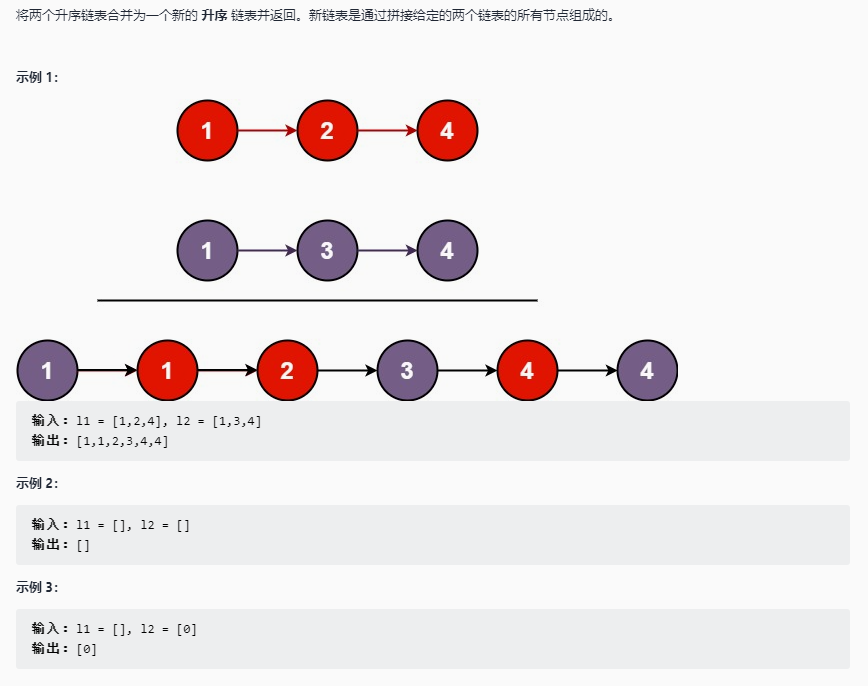 将两个升序链表合并为一个新的 升序 链表并返回。新链表是通过拼接给定的两个链表的所有节点组成的。
示例 1：
1 2 4
1 3 4
1 1 2 3 4 4
输入：l1 = [1,2,4], l2 = [1,3,4]
输出：[1,1,2,3,4,4]
示例 2：
输入：l1 = [], l2 = []
输出：[]
示例 3：
输入：l1 = [], l2 = [0]
输出：[0]